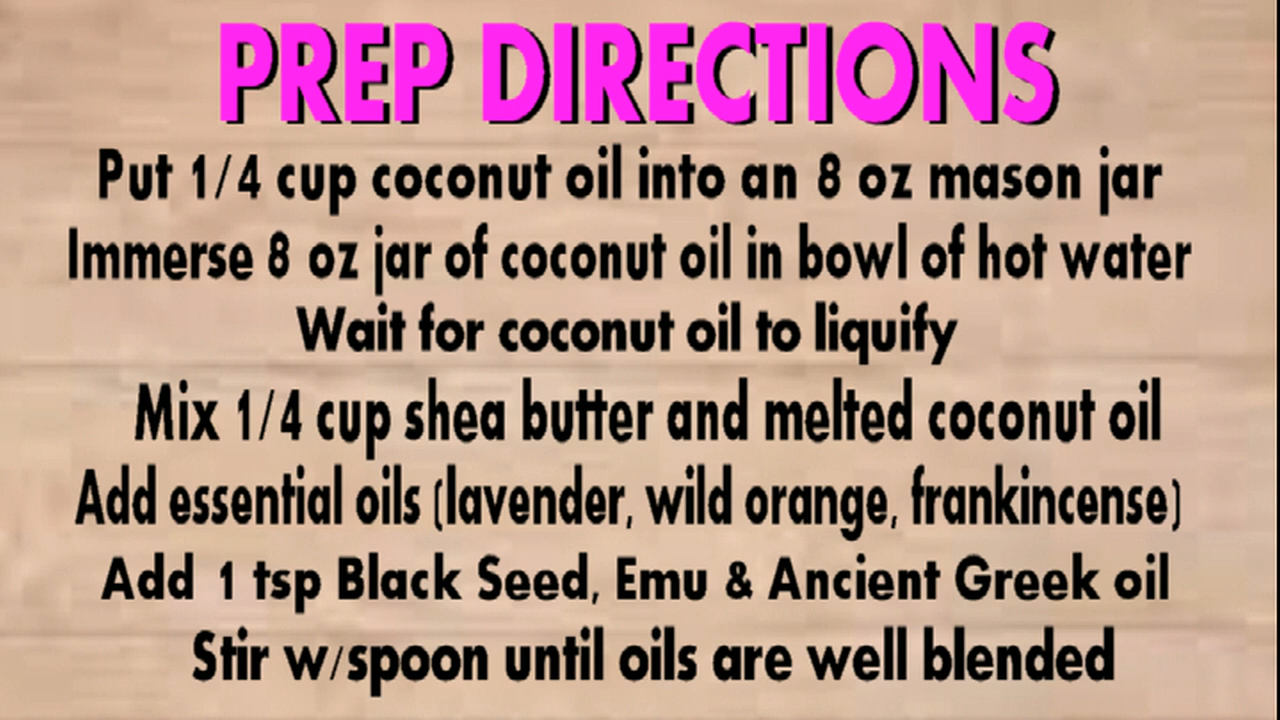 PREP DIRECTIONS
Put 1/4 cup coconut oil into an 8 oz mason jar
Immerse 8 oz jar of coconut oil in bowl of hot water
Wait for coconut oil to liquify
Mix 1/4 cup shea butter and melted coconut oil
Add essential oils (lavender, wild orange, frankincense)
Add 1 tsp Black Seed, Emu & Ancient Greek oil
Stir w/spoon until oils are well blended